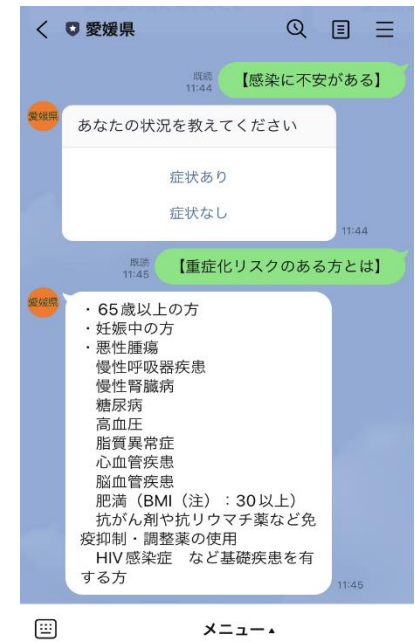 愛媛県
既読
11:44
【感染に不安がある】
愛媛県
あなたの状況を教えてください
症状あり
症状なし
11:44
既読
11:45
【重症化リスクのある方とは】
愛媛県
・65歳以上の方
・妊娠中の方
・悪性腫瘍
慢性呼吸器疾患
慢性腎臓病
糖尿病
高血圧
脂質異常症
心血管疾患
脳血管疾患
肥満（BMI（注）：30以上）
抗がん剤や抗リウマチ薬など免
疫抑制・調整薬の使用
HIV感染症　など基礎疾患を有
する方
11:45
メニュー▲